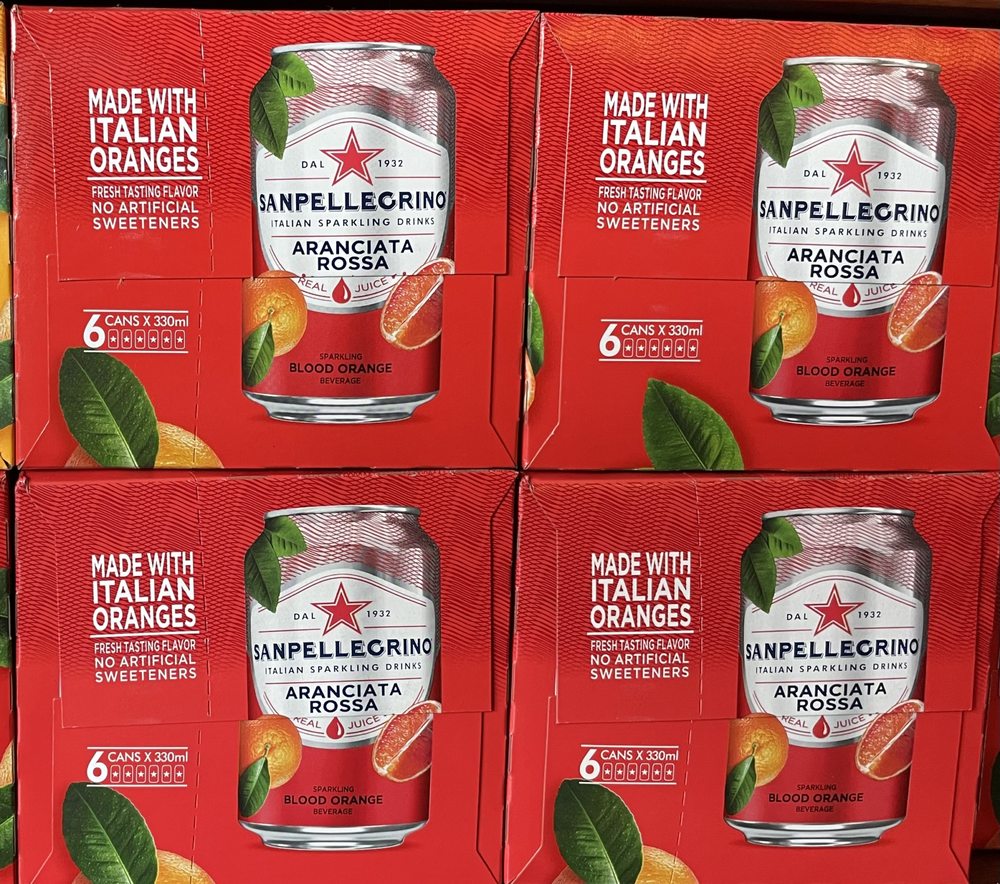 MADE WITH
ITALIAN
ORANGES
FRESH TASTING FLAVOR
NO ARTIFICIAL
SWEETENERS
6 CANS X 330ml
DAL 1932
SANPELLEGRINO
ITALIAN SPARKLING DRINKS
ARANCIATA
ROSSA
REAL JUICE
SPARKLING
BLOOD ORANGE
BEVERAGE
MADE WITH
ITALIAN
ORANGES
FRESH TASTING FLAVOR
NO ARTIFICIAL
SWEETENERS
6 CANS X 330ml
DAL 1932
SANPELLEGRINO
ITALIAN SPARKLING DRINKS
ARANCIATA
ROSSA
REAL JUICE
SPARKLING
BLOOD ORANGE
BEVERAGE
MADE WITH
ITALIAN
ORANGES
FRESH TASTING FLAVOR
NO ARTIFICIAL
SWEETENERS
6 CANS X 330ml
DAL 1932
SANPELLEGRINO
ITALIAN SPARKLING DRINKS
ARANCIATA
ROSSA
REAL JUICE
SPARKLING
BLOOD ORANGE
BEVERAGE
MADE WITH
ITALIAN
ORANGES
FRESH TASTING FLAVOR
NO ARTIFICIAL
SWEETENERS
6 CANS X 330ml
DAL 1932
SANPELLEGRINO
ITALIAN SPARKLING DRINKS
ARANCIATA
ROSSA
REAL JUICE
SPARKLING
BLOOD ORANGE
BEVERAGE